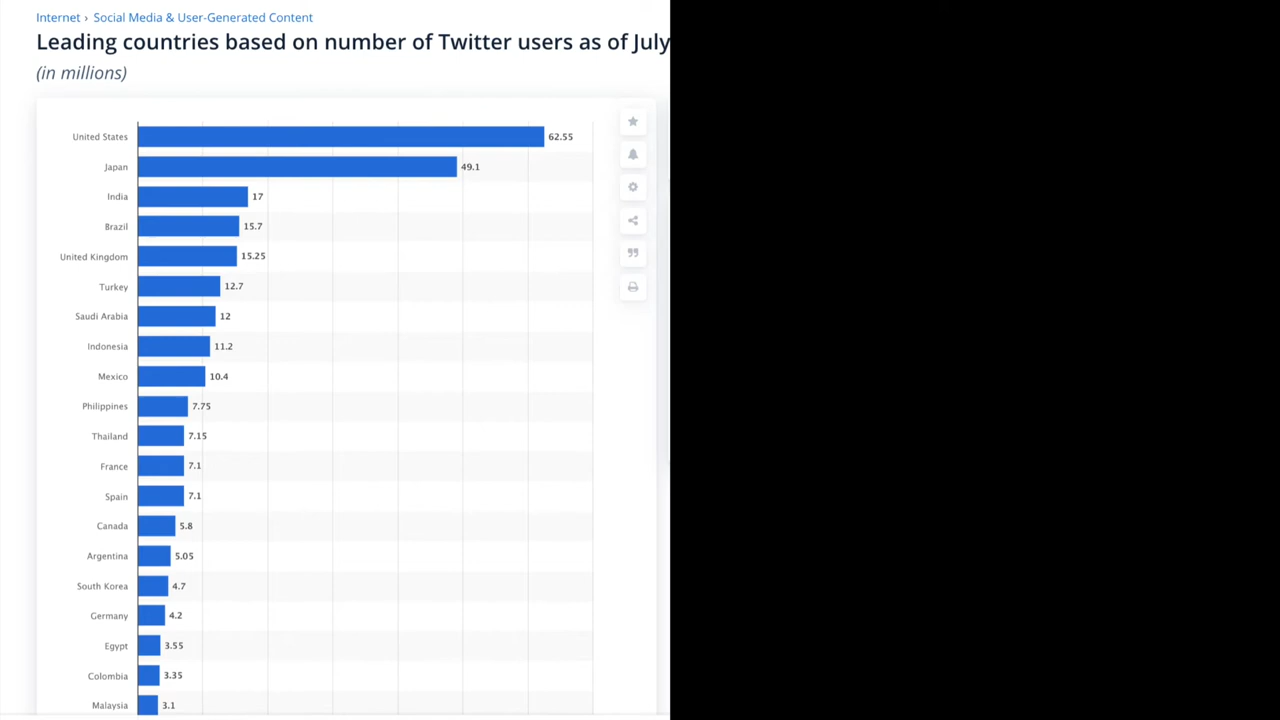 Internet › Social Media & User-Generated Content
Leading countries based on number of Twitter users as of July
(in millions)
United States 62.55
Japan 49.1
India 17
Brazil 15.7
United Kingdom 15.25
Turkey 12.7
Saudi Arabia 12
Indonesia 11.2
Mexico 10.4
Philippines 7.75
Thailand 7.15
France 7.1
Spain 7.1
Canada 5.8
Argentina 5.05
South Korea 4.7
Germany 4.2
Egypt 3.55
Colombia 3.35
Malaysia 3.1